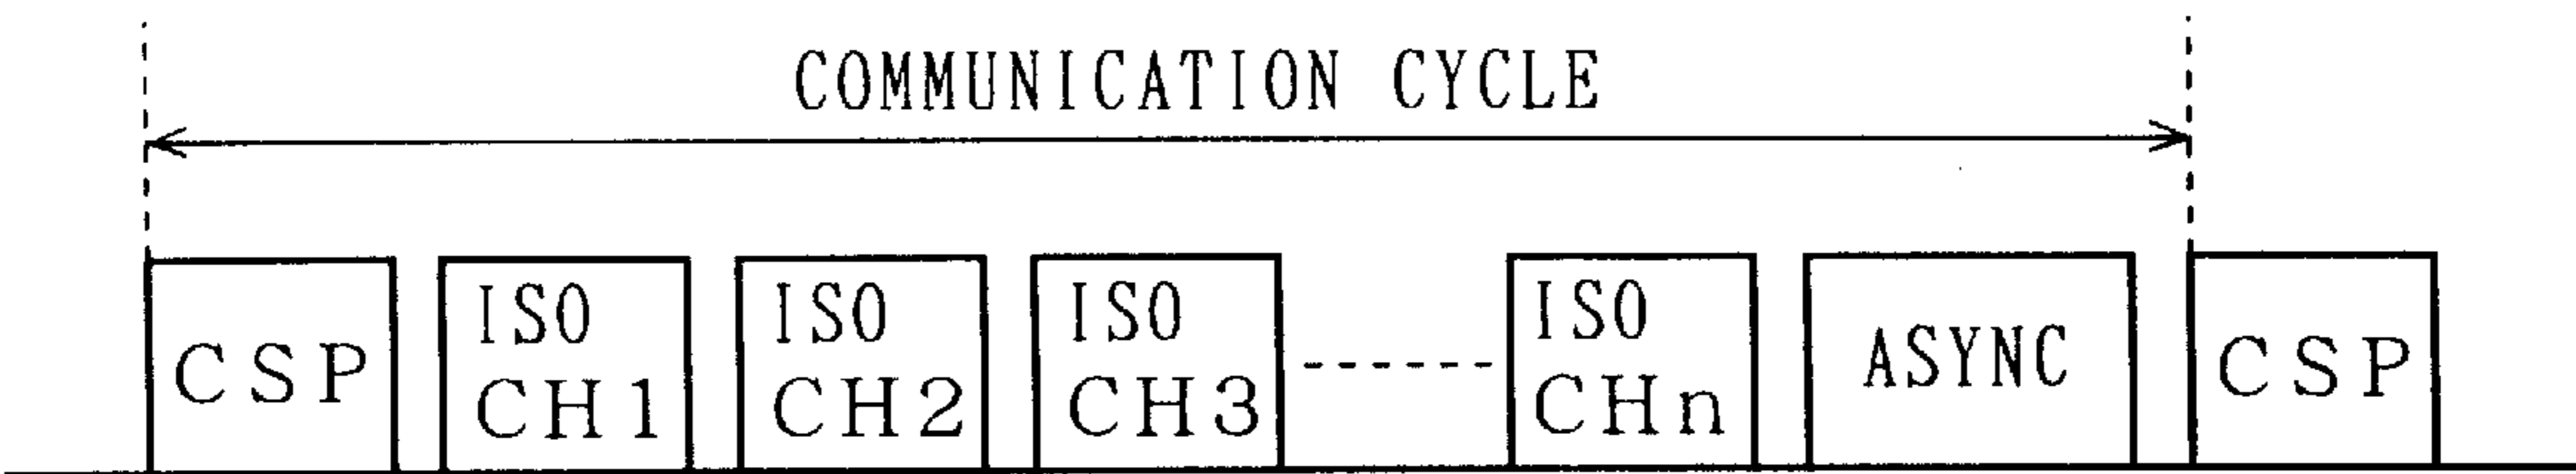 COMMUNICATION CYCLE
CSP
ISO
CH1
ISO
CH2
ISO
CH3
ISO
CHn
ASYNC
CSP